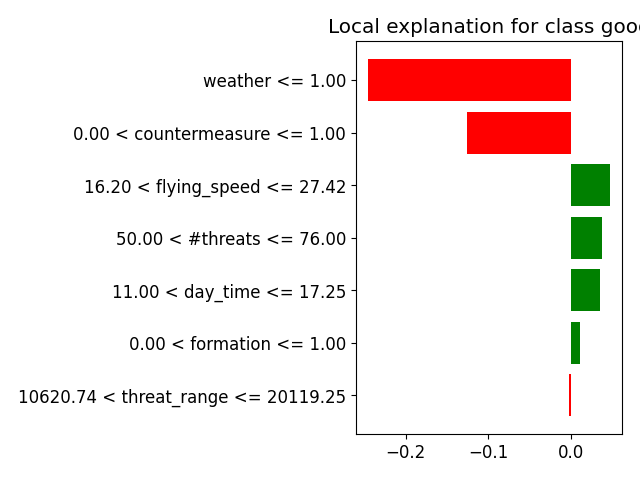 Local explanation for class good
weather <= 1.00
0.00 < countermeasure <= 1.00
16.20 < flying_speed <= 27.42
50.00 < #threats <= 76.00
11.00 < day_time <= 17.25
0.00 < formation <= 1.00
10620.74 < threat_range <= 20119.25
−0.2 −0.1 0.0